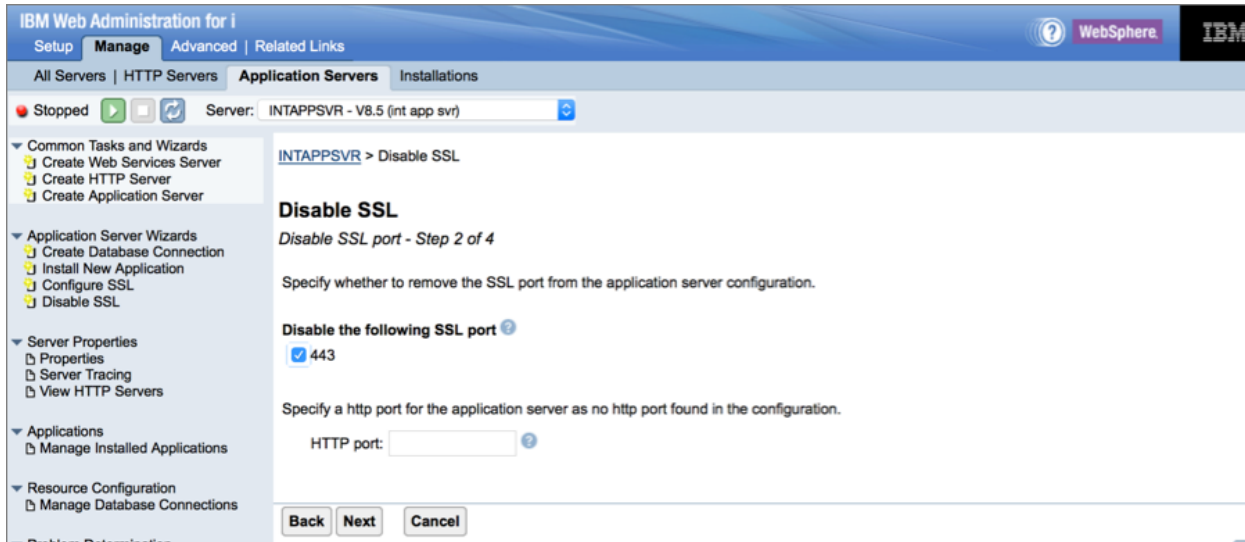 IBM Web Administration for i
Setup Manage Advanced | Related Links
? WebSphere. IBM
All Servers | HTTP Servers Application Servers Installations
Stopped Server: INTAPPSVR - V8.5 (int app svr)
Common Tasks and Wizards
Create Web Services Server
Create HTTP Server
Create Application Server
Application Server Wizards
Create Database Connection
Install New Application
Configure SSL
Disable SSL
Server Properties
Properties
Server Tracing
View HTTP Servers
Applications
Manage Installed Applications
Resource Configuration
Manage Database Connections
INTAPPSVR > Disable SSL
Disable SSL
Disable SSL port - Step 2 of 4
Specify whether to remove the SSL port from the application server configuration.
Disable the following SSL port ?
443
Specify a http port for the application server as no http port found in the configuration.
HTTP port: ?
Back Next Cancel